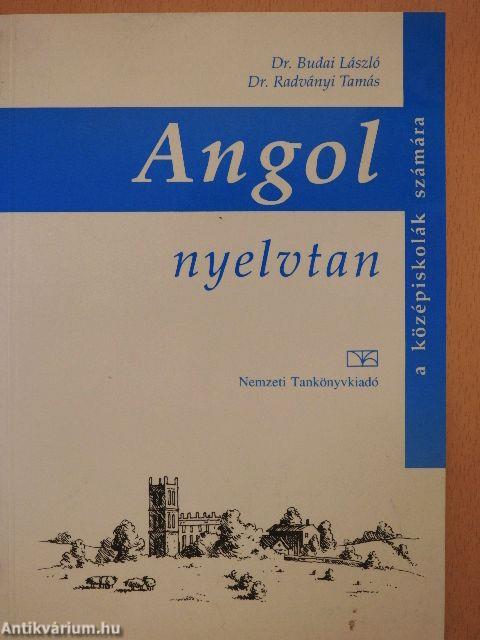 Dr. Budai László
Dr. Radványi Tamás
Angol
nyelvtan
a középiskolák számára
Nemzeti Tankönyvkiadó
Antikvárium.hu